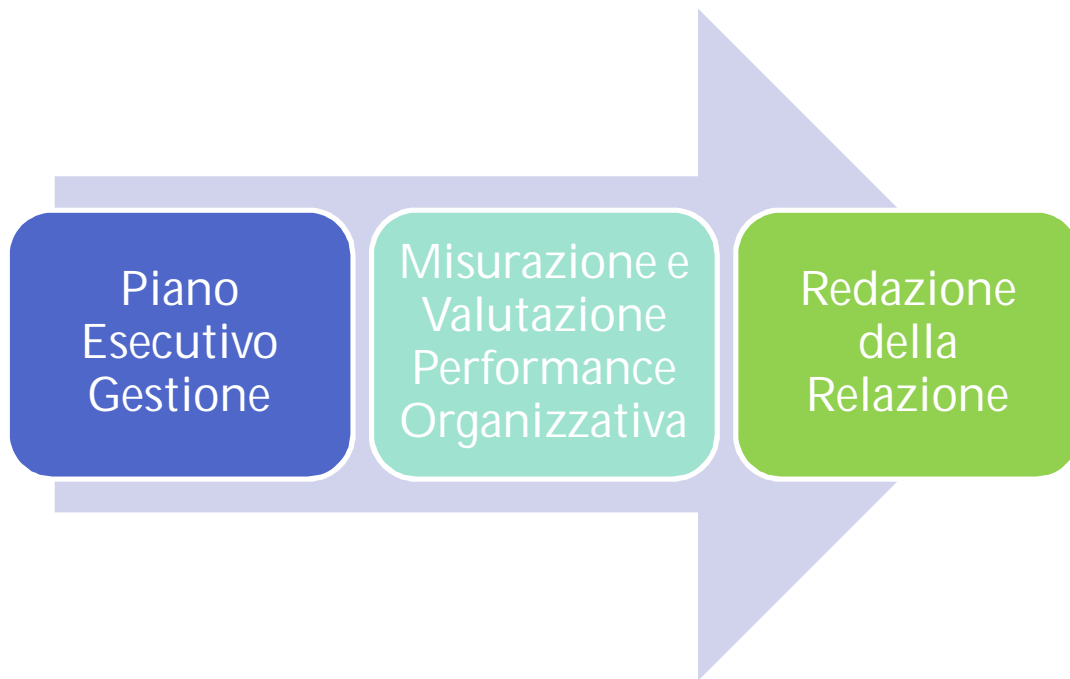 Piano
Esecutivo
Gestione
Misurazione e
Valutazione
Performance
Organizzativa
Redazione
della
Relazione